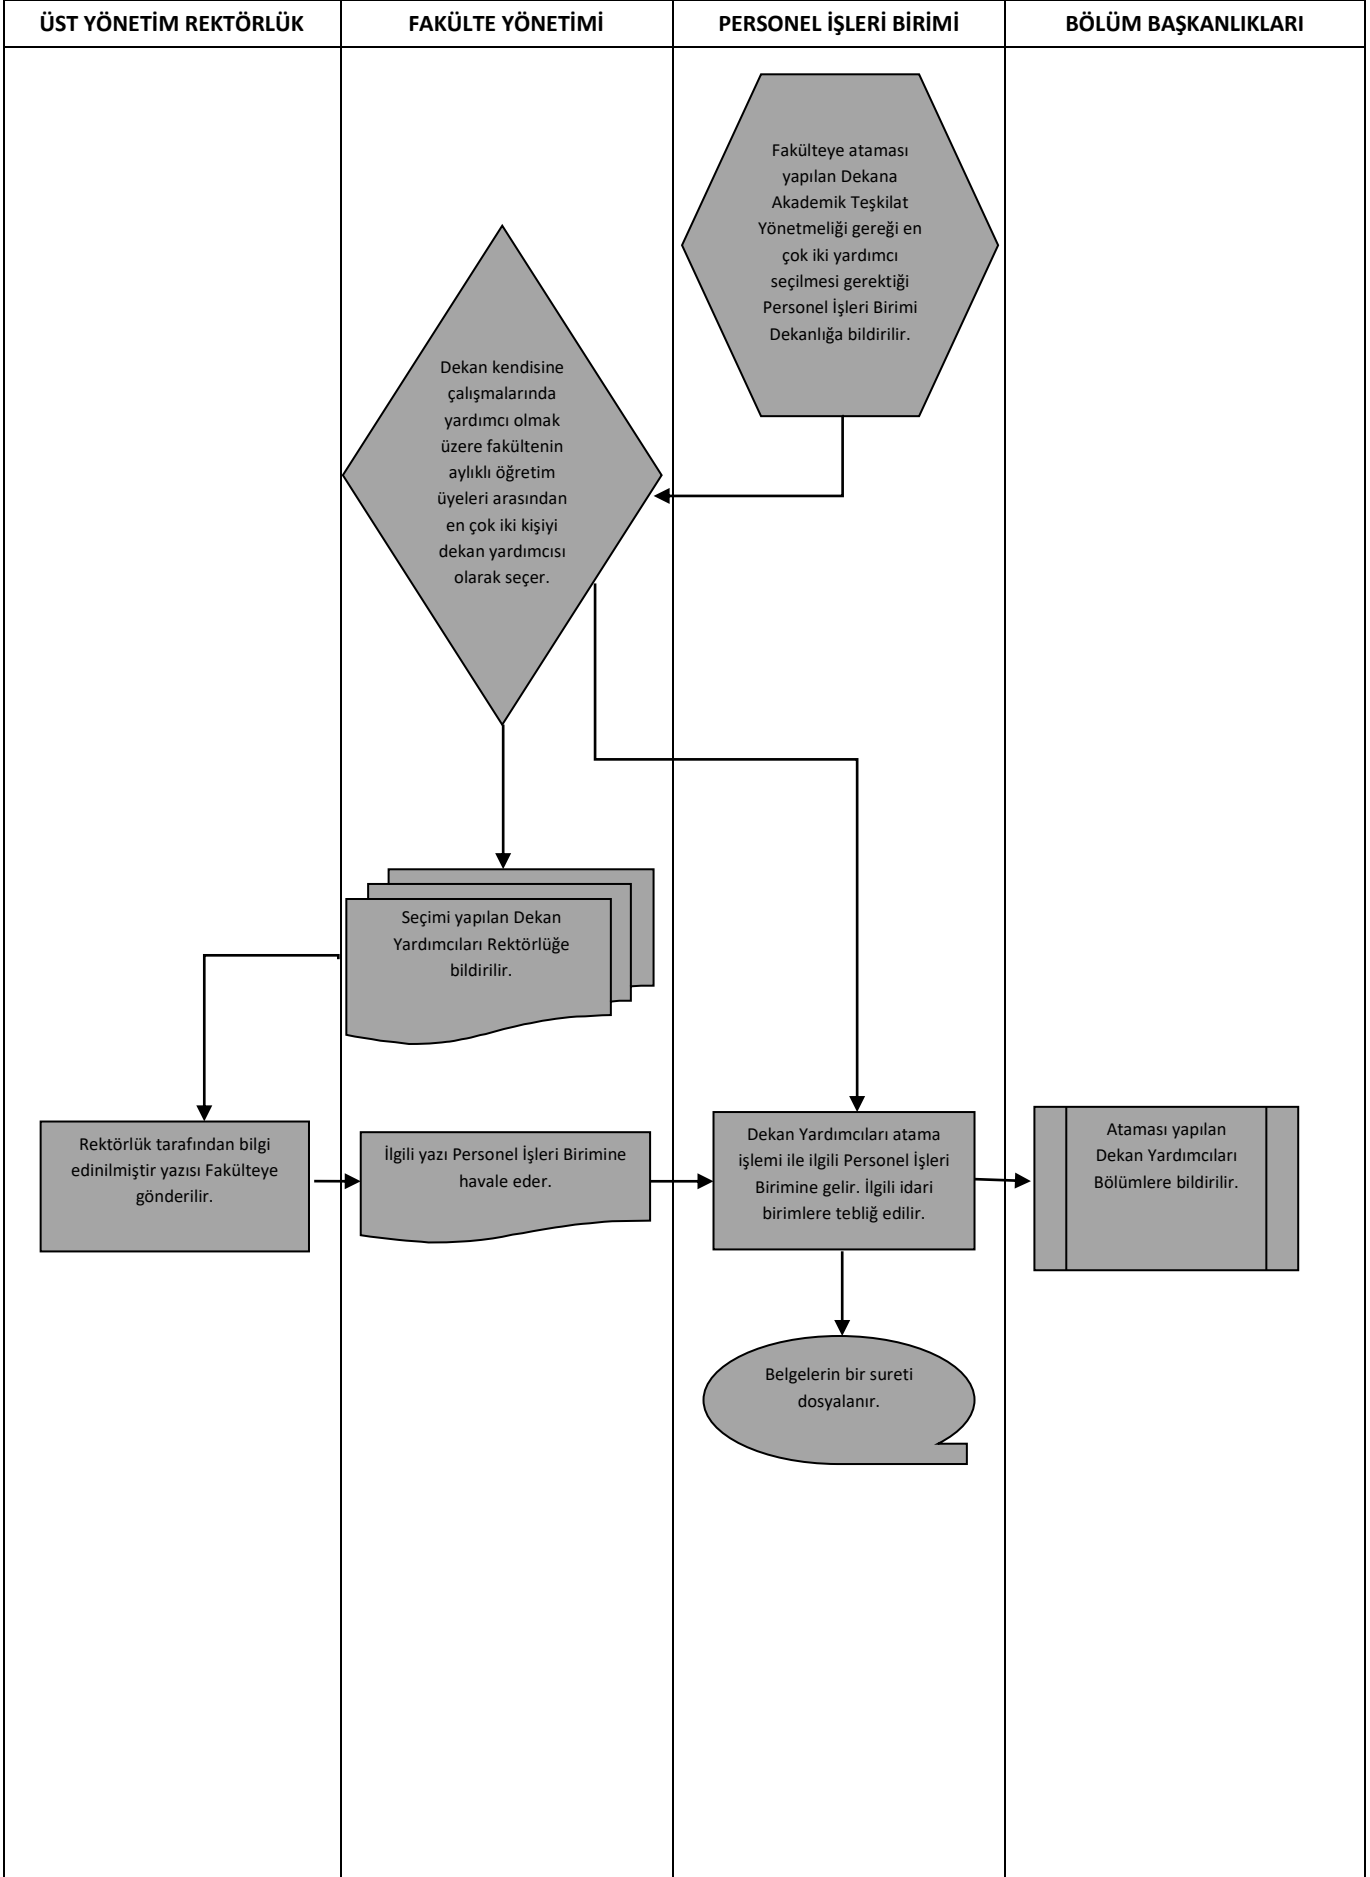 ÜST YÖNETİM REKTÖRLÜK
FAKÜLTE YÖNETİMİ
PERSONEL İŞLERİ BİRİMİ
BÖLÜM BAŞKANLIKLARI
Fakülteye ataması
yapılan Dekana
Akademik Teşkilat
Yönetmeliği gereği en
çok iki yardımcı
seçilmesi gerektiği
Personel İşleri Birimi
Dekanlığa bildirilir.
Dekan kendisine
çalışmalarında
yardımcı olmak
üzere fakültenin
aylıklı öğretim
üyeleri arasından
en çok iki kişiyi
dekan yardımcısı
olarak seçer.
Seçimi yapılan Dekan
Yardımcıları Rektörlüğe
bildirilir.
Rektörlük tarafından bilgi
edinilmiştir yazısı Fakülteye
gönderilir.
İlgili yazı Personel İşleri Birimine
havale eder.
Dekan Yardımcıları atama
işlemi ile ilgili Personel İşleri
Birimine gelir. İlgili idari
birimlere tebliğ edilir.
Ataması yapılan
Dekan Yardımcıları
Bölümlere bildirilir.
Belgelerin bir sureti
dosyalanır.